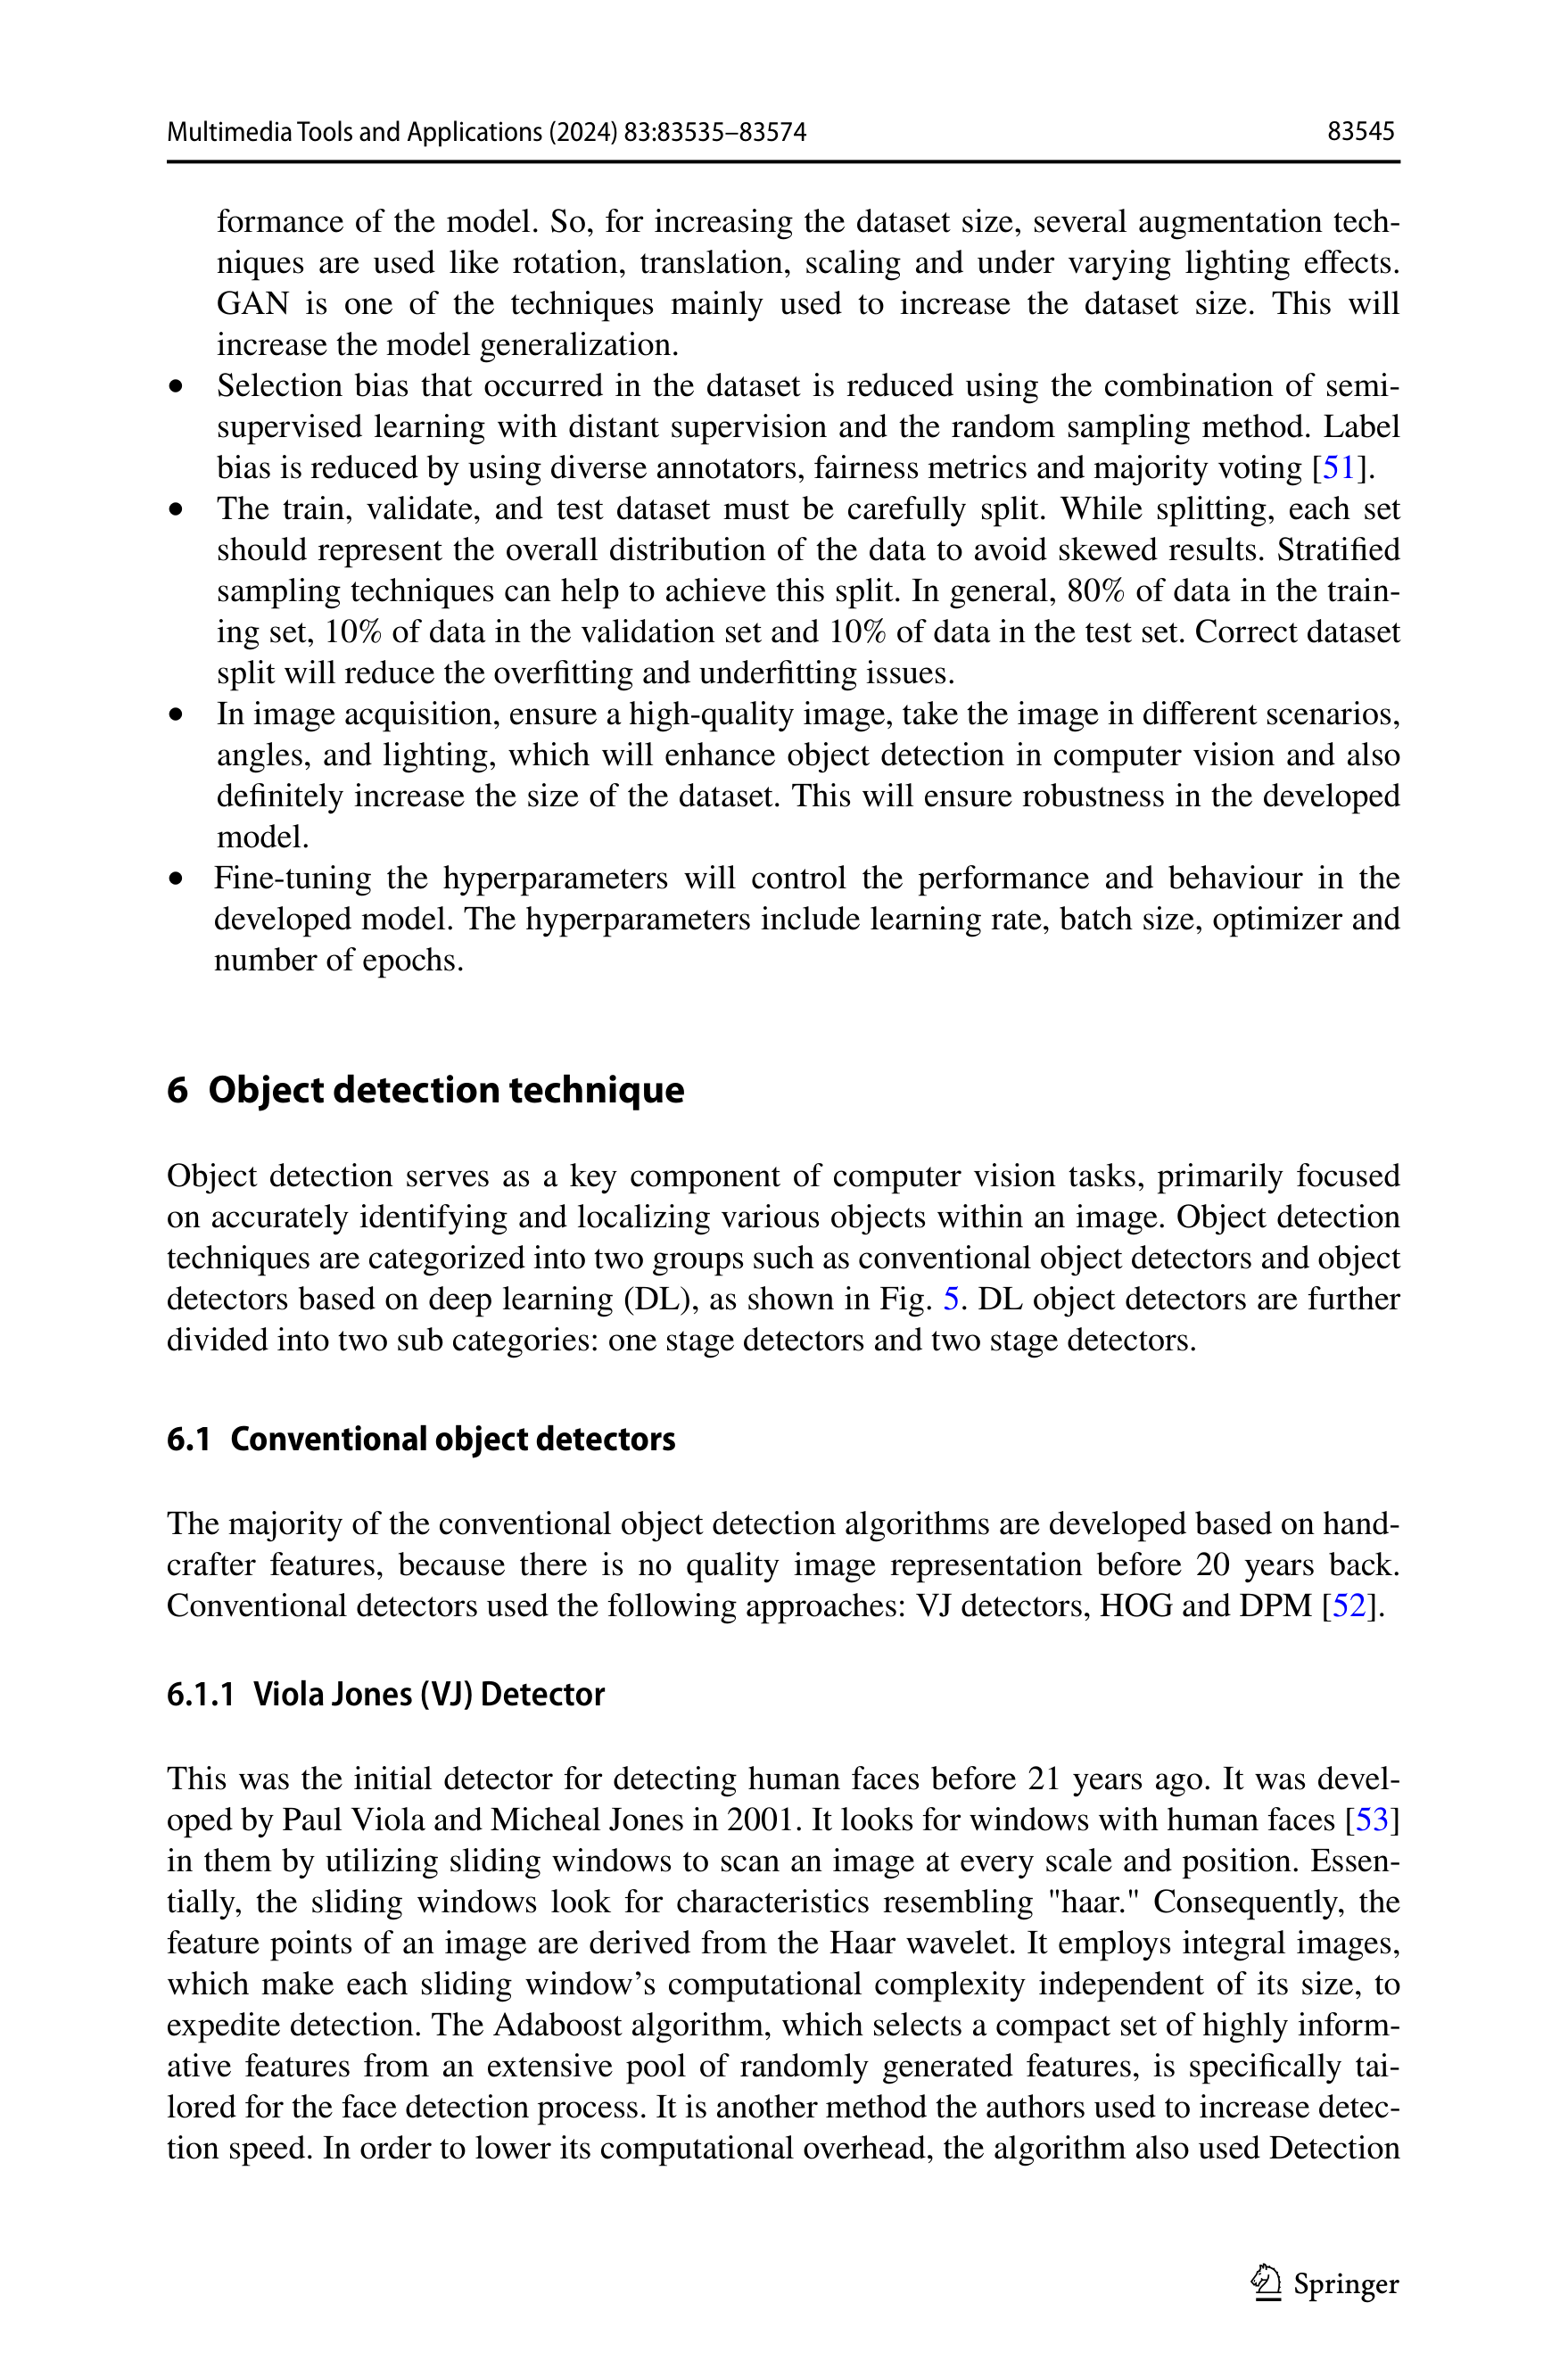 Multimedia Tools and Applications (2024) 83:83535–83574 83545
formance of the model. So, for increasing the dataset size, several augmentation tech-
niques are used like rotation, translation, scaling and under varying lighting effects.
GAN is one of the techniques mainly used to increase the dataset size. This will
increase the model generalization.
• Selection bias that occurred in the dataset is reduced using the combination of semi-
supervised learning with distant supervision and the random sampling method. Label
bias is reduced by using diverse annotators, fairness metrics and majority voting [51].
• The train, validate, and test dataset must be carefully split. While splitting, each set
should represent the overall distribution of the data to avoid skewed results. Stratified
sampling techniques can help to achieve this split. In general, 80% of data in the train-
ing set, 10% of data in the validation set and 10% of data in the test set. Correct dataset
split will reduce the overfitting and underfitting issues.
• In image acquisition, ensure a high-quality image, take the image in different scenarios,
angles, and lighting, which will enhance object detection in computer vision and also
definitely increase the size of the dataset. This will ensure robustness in the developed
model.
• Fine-tuning the hyperparameters will control the performance and behaviour in the
developed model. The hyperparameters include learning rate, batch size, optimizer and
number of epochs.
6 Object detection technique
Object detection serves as a key component of computer vision tasks, primarily focused
on accurately identifying and localizing various objects within an image. Object detection
techniques are categorized into two groups such as conventional object detectors and object
detectors based on deep learning (DL), as shown in Fig. 5. DL object detectors are further
divided into two sub categories: one stage detectors and two stage detectors.
6.1 Conventional object detectors
The majority of the conventional object detection algorithms are developed based on hand-
crafter features, because there is no quality image representation before 20 years back.
Conventional detectors used the following approaches: VJ detectors, HOG and DPM [52].
6.1.1 Viola Jones (VJ) Detector
This was the initial detector for detecting human faces before 21 years ago. It was devel-
oped by Paul Viola and Micheal Jones in 2001. It looks for windows with human faces [53]
in them by utilizing sliding windows to scan an image at every scale and position. Essen-
tially, the sliding windows look for characteristics resembling "haar." Consequently, the
feature points of an image are derived from the Haar wavelet. It employs integral images,
which make each sliding window’s computational complexity independent of its size, to
expedite detection. The Adaboost algorithm, which selects a compact set of highly inform-
ative features from an extensive pool of randomly generated features, is specifically tai-
lored for the face detection process. It is another method the authors used to increase detec-
tion speed. In order to lower its computational overhead, the algorithm also used Detection
Springer